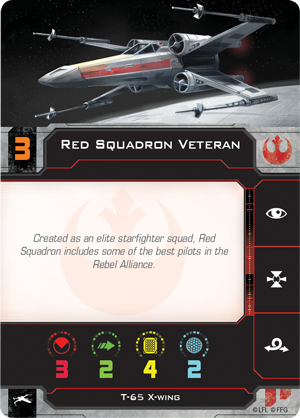 3 Red Squadron Veteran
Created as an elite starfighter squad, Red
Squadron includes some of the best pilots in the
Rebel Alliance.
3 2 4 2
T-65 X-wing
©LFL ©FFG